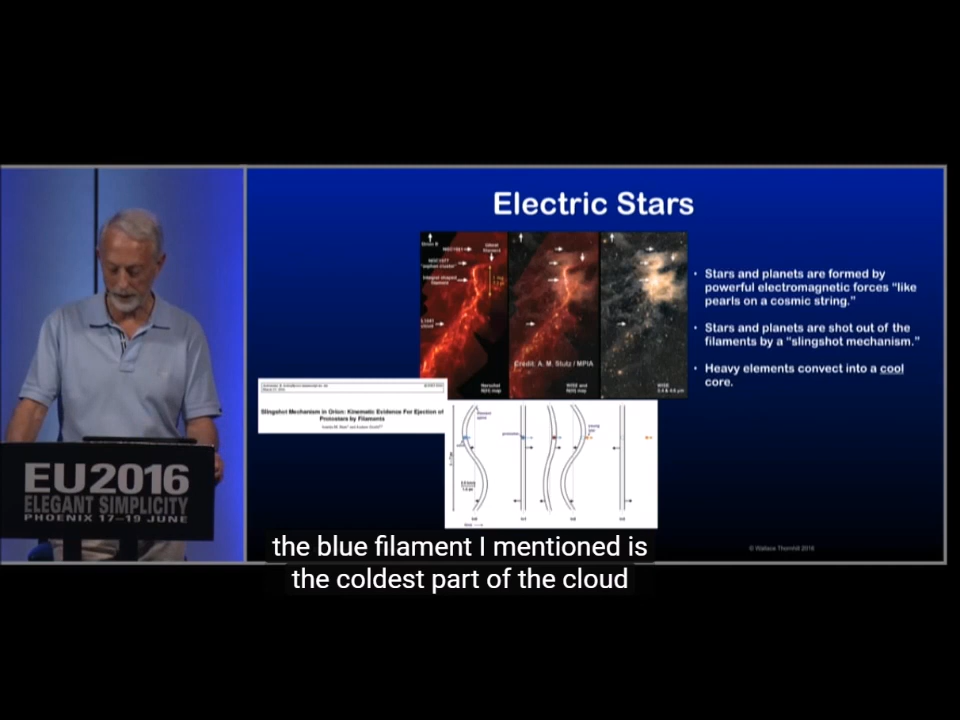 Electric Stars
Credit: A. M. Stutz / MPIA
Stars and planets are formed by
powerful electromagnetic forces “like
pearls on a cosmic string.”
Stars and planets are shot out of the
filaments by a “slingshot mechanism.”
Heavy elements convect into a cool
core.
Slingshot Mechanism in Orion: Kinematic Evidence For Ejection of
Protostars by Filaments
EU2016
ELEGANT SIMPLICITY
PHOENIX 17–19 JUNE
© Wallace Thornhill 2016
the blue filament I mentioned is
the coldest part of the cloud